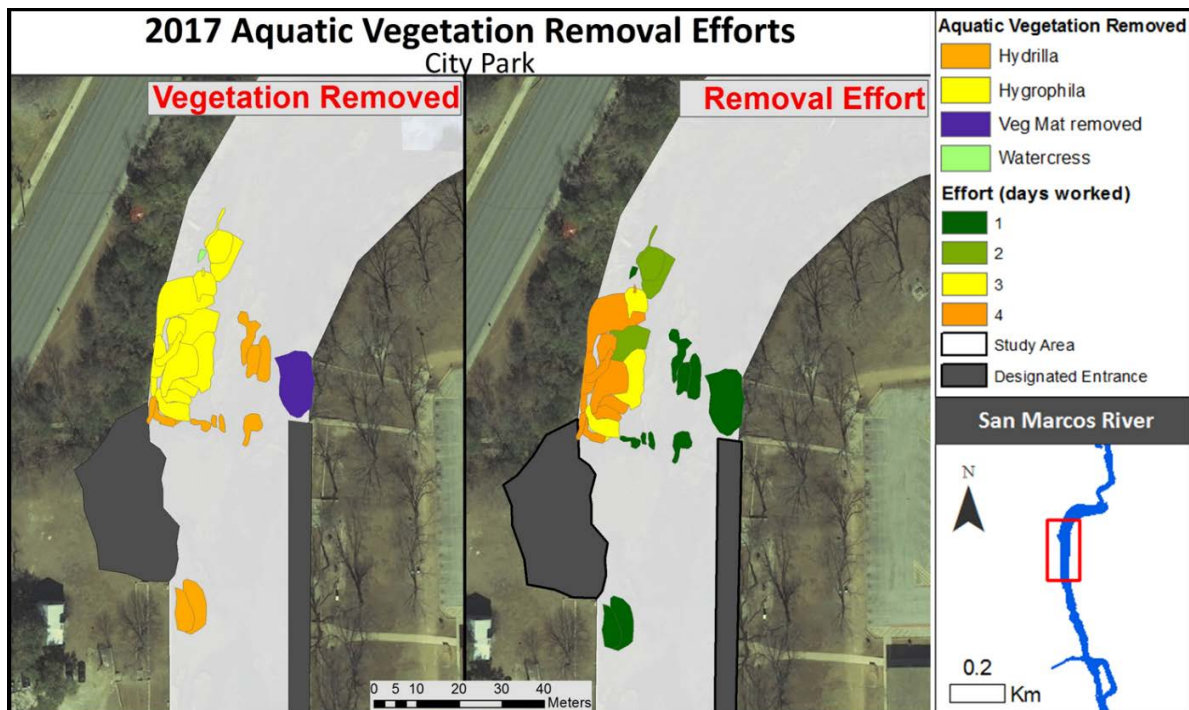 2017 Aquatic Vegetation Removal Efforts
City Park
Vegetation Removed
Removal Effort
0 5 10 20 30 40
Meters
Aquatic Vegetation Removed
Hydrilla
Hygrophila
Veg Mat removed
Watercress
Effort (days worked)
1
2
3
4
Study Area
Designated Entrance
San Marcos River
N
0.2
Km